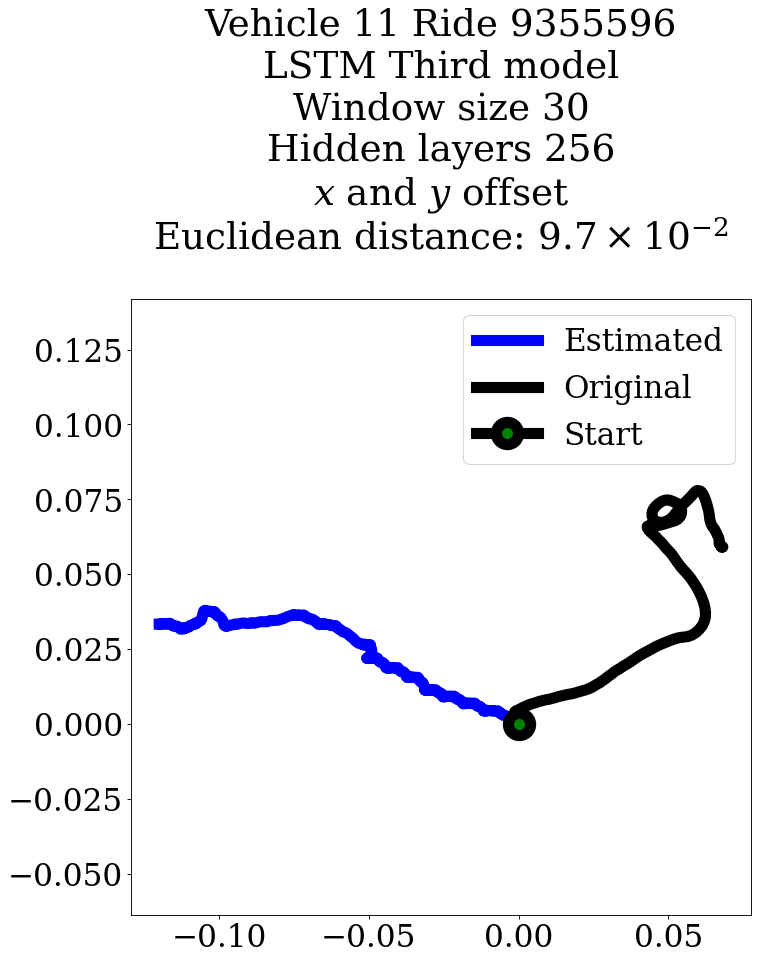 Vehicle 11 Ride 9355596
LSTM Third model
Window size 30
Hidden layers 256
x and y offset
Euclidean distance: 9.7 × 10⁻²
Estimated
Original
Start
0.125
0.100
0.075
0.050
0.025
0.000
−0.025
−0.050
−0.10 −0.05 0.00 0.05